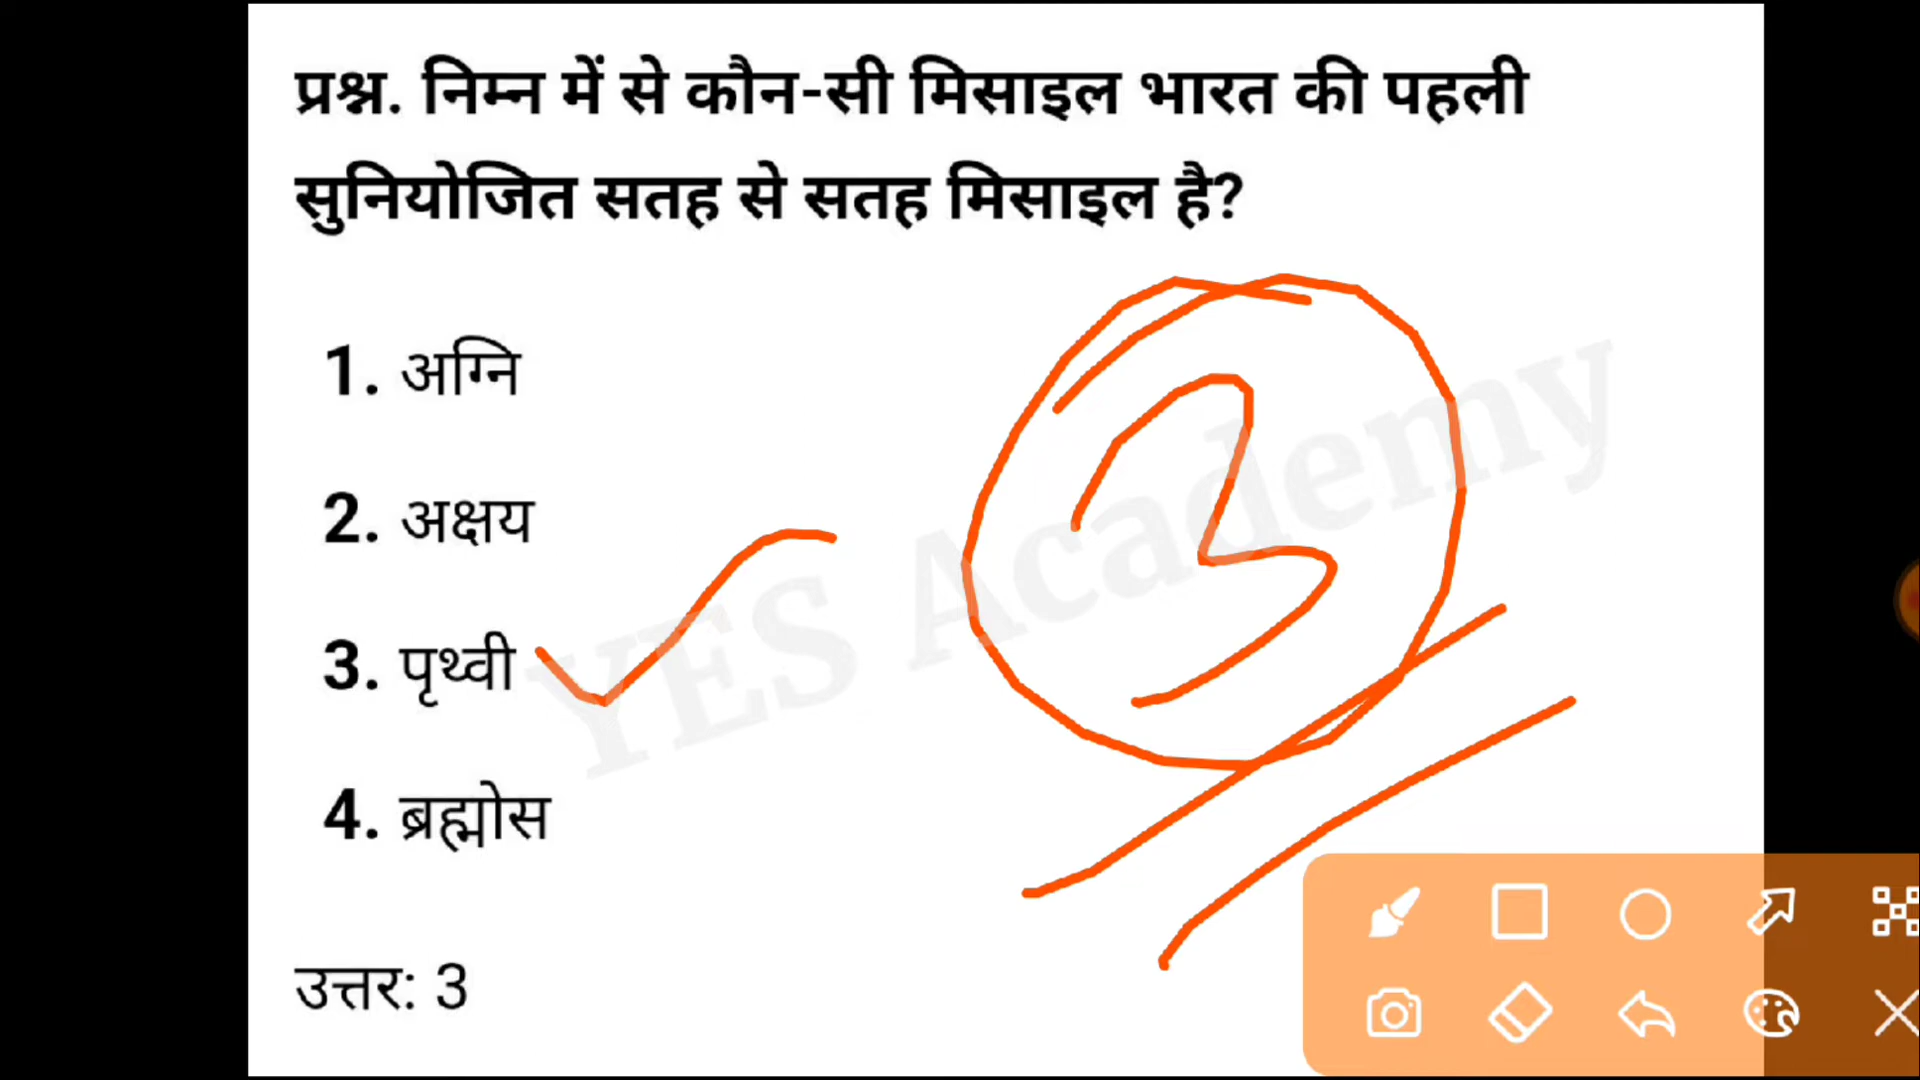 प्रश्न. निम्न में से कौन-सी मिसाइल भारत की पहली
सुनियोजित सतह से सतह मिसाइल है?
1. अग्नि
2. अक्षय
3. पृथ्वी
4. ब्रह्मोस
3
YES Academy
उत्तर: 3